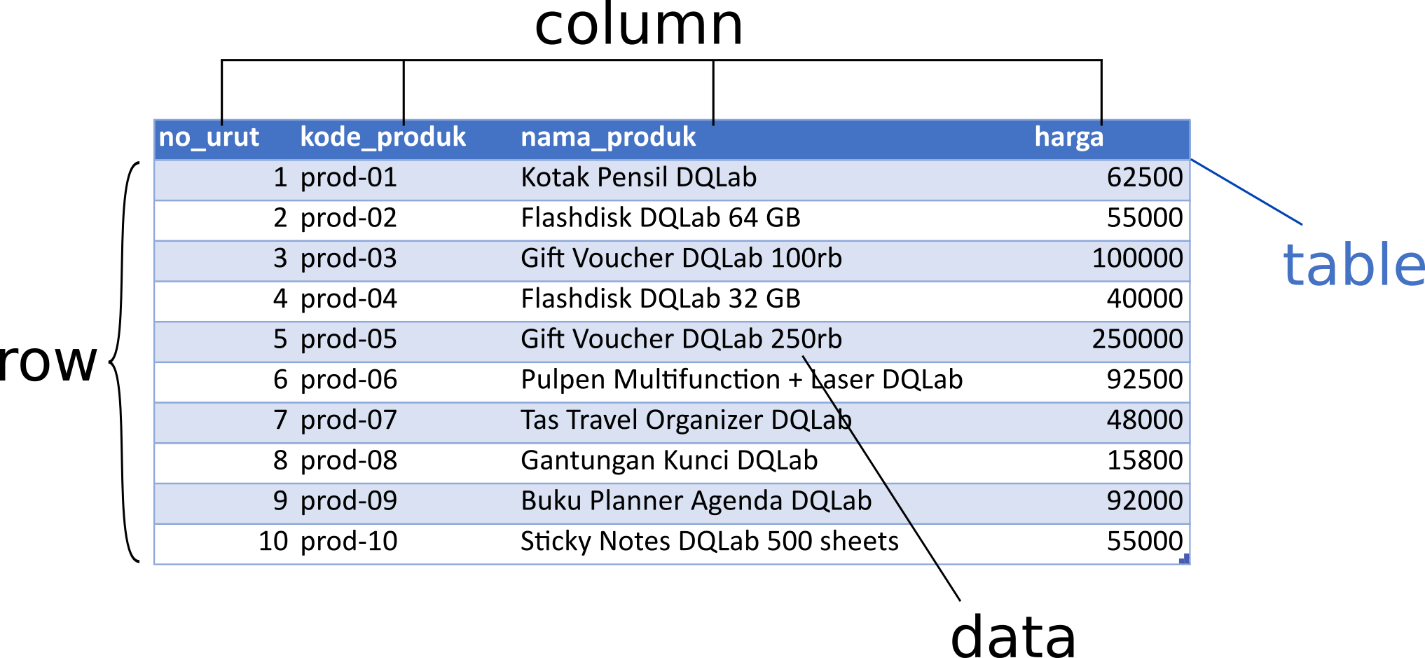 column
no_urut kode_produk nama_produk harga
1 prod-01 Kotak Pensil DQLab 62500
2 prod-02 Flashdisk DQLab 64 GB 55000
3 prod-03 Gift Voucher DQLab 100rb 100000
table
4 prod-04 Flashdisk DQLab 32 GB 40000
5 prod-05 Gift Voucher DQLab 250rb 250000
row
6 prod-06 Pulpen Multifunction + Laser DQLab 92500
7 prod-07 Tas Travel Organizer DQLab 48000
8 prod-08 Gantungan Kunci DQLab 15800
9 prod-09 Buku Planner Agenda DQLab 92000
10 prod-10 Sticky Notes DQLab 500 sheets 55000
data